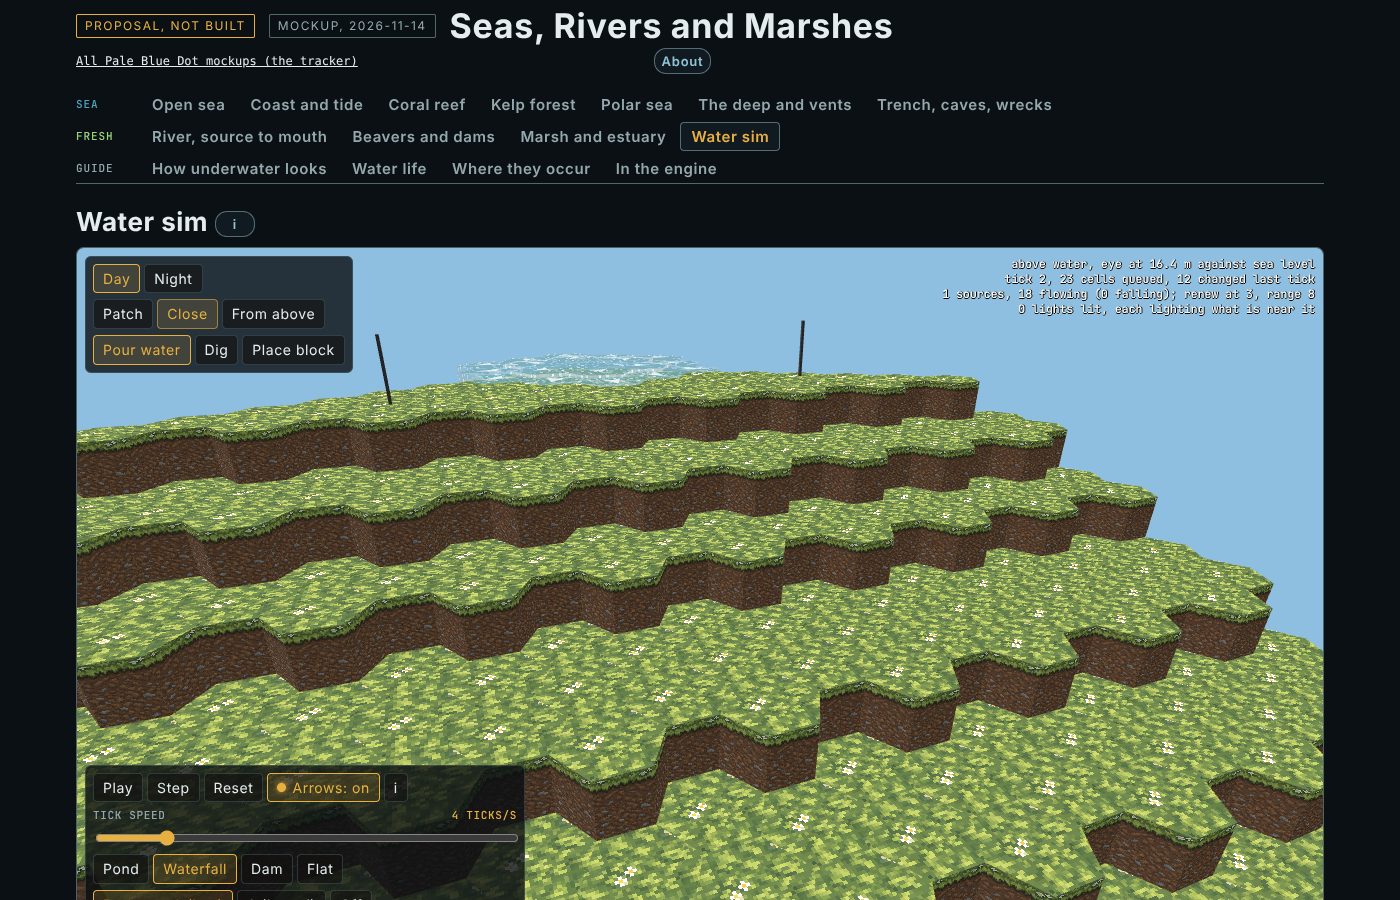 PROPOSAL, NOT BUILT
MOCKUP, 2026-11-14
Seas, Rivers and Marshes
All Pale Blue Dot mockups (the tracker)
About
SEA Open sea Coast and tide Coral reef Kelp forest Polar sea The deep and vents Trench, caves, wrecks
FRESH River, source to mouth Beavers and dams Marsh and estuary Water sim
GUIDE How underwater looks Water life Where they occur In the engine
Water sim i
Day Night
Patch Close From above
Pour water Dig Place block
above water, eye at 16.4 m against sea level
tick 2, 23 cells queued, 12 changed last tick
1 sources, 18 flowing (0 falling); renew at 3, range 8
0 lights lit, each lighting what is near it
Play Step Reset Arrows: on i
TICK SPEED 4 TICKS/S
Pond Waterfall Dam Flat